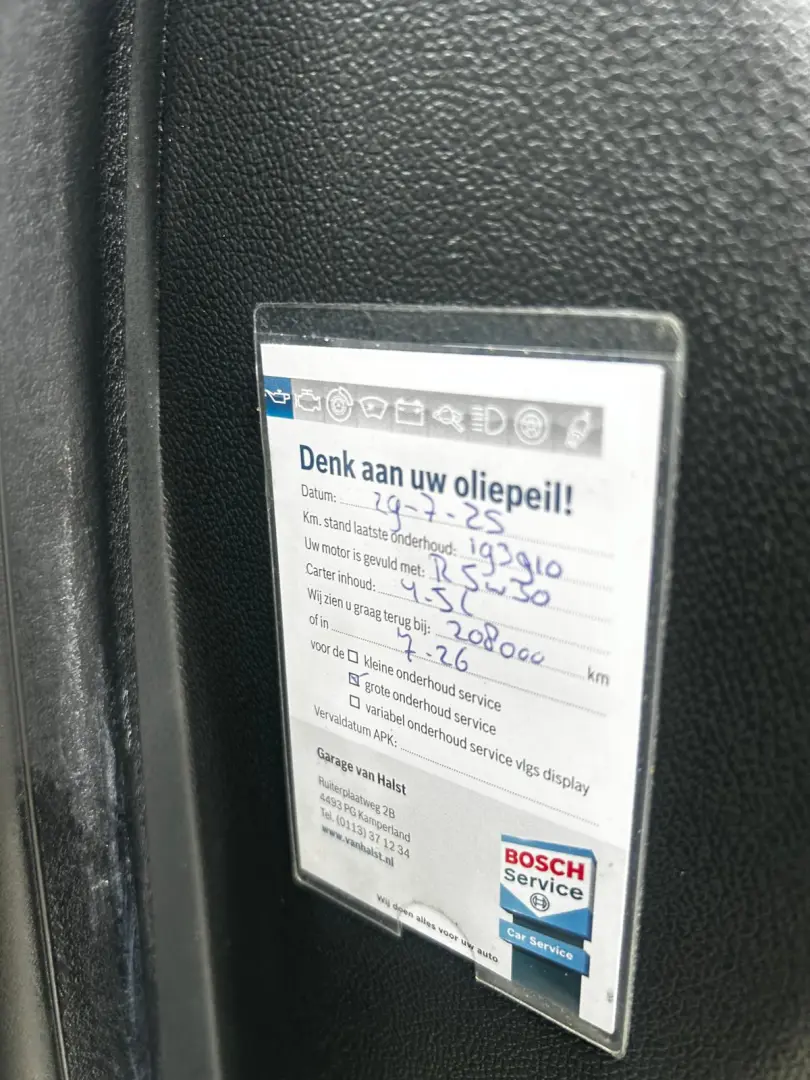 Denk aan uw oliepeil!
Datum: 29-7-25
Km. stand laatste onderhoud: 193910
Uw motor is gevuld met: R 5w30
Carter inhoud: 4.5L
Wij zien u graag terug bij: 208000 km
of in 7-26
voor de ☐ kleine onderhoud service
☑ grote onderhoud service
☐ variabel onderhoud service vlgs display
Vervaldatum APK:
Garage van Halst
Ruiterplaatweg 2B
4493 PG Kamperland
Tel. (0113) 37 12 34
www.vanhalst.nl
BOSCH
Service
Car Service
Wij doen alles voor uw auto